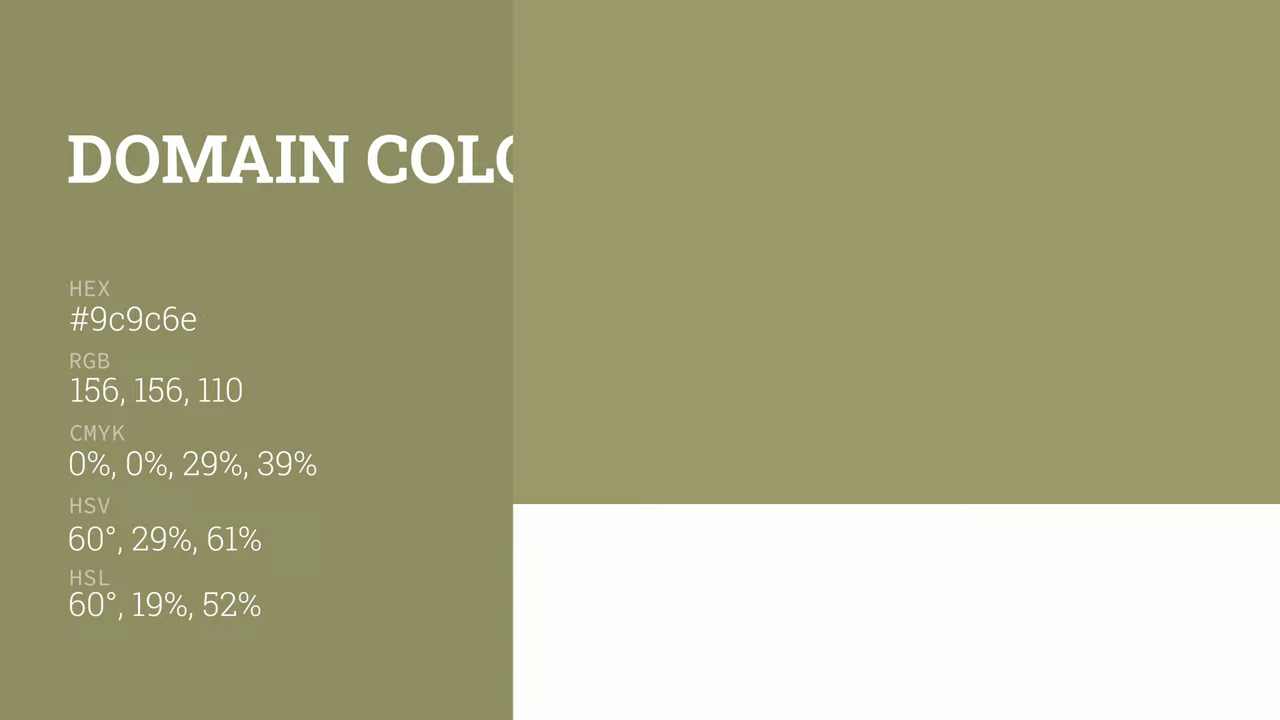 DOMAIN COLO
HEX
#9c9c6e
RGB
156, 156, 110
CMYK
0%, 0%, 29%, 39%
HSV
60°, 29%, 61%
HSL
60°, 19%, 52%